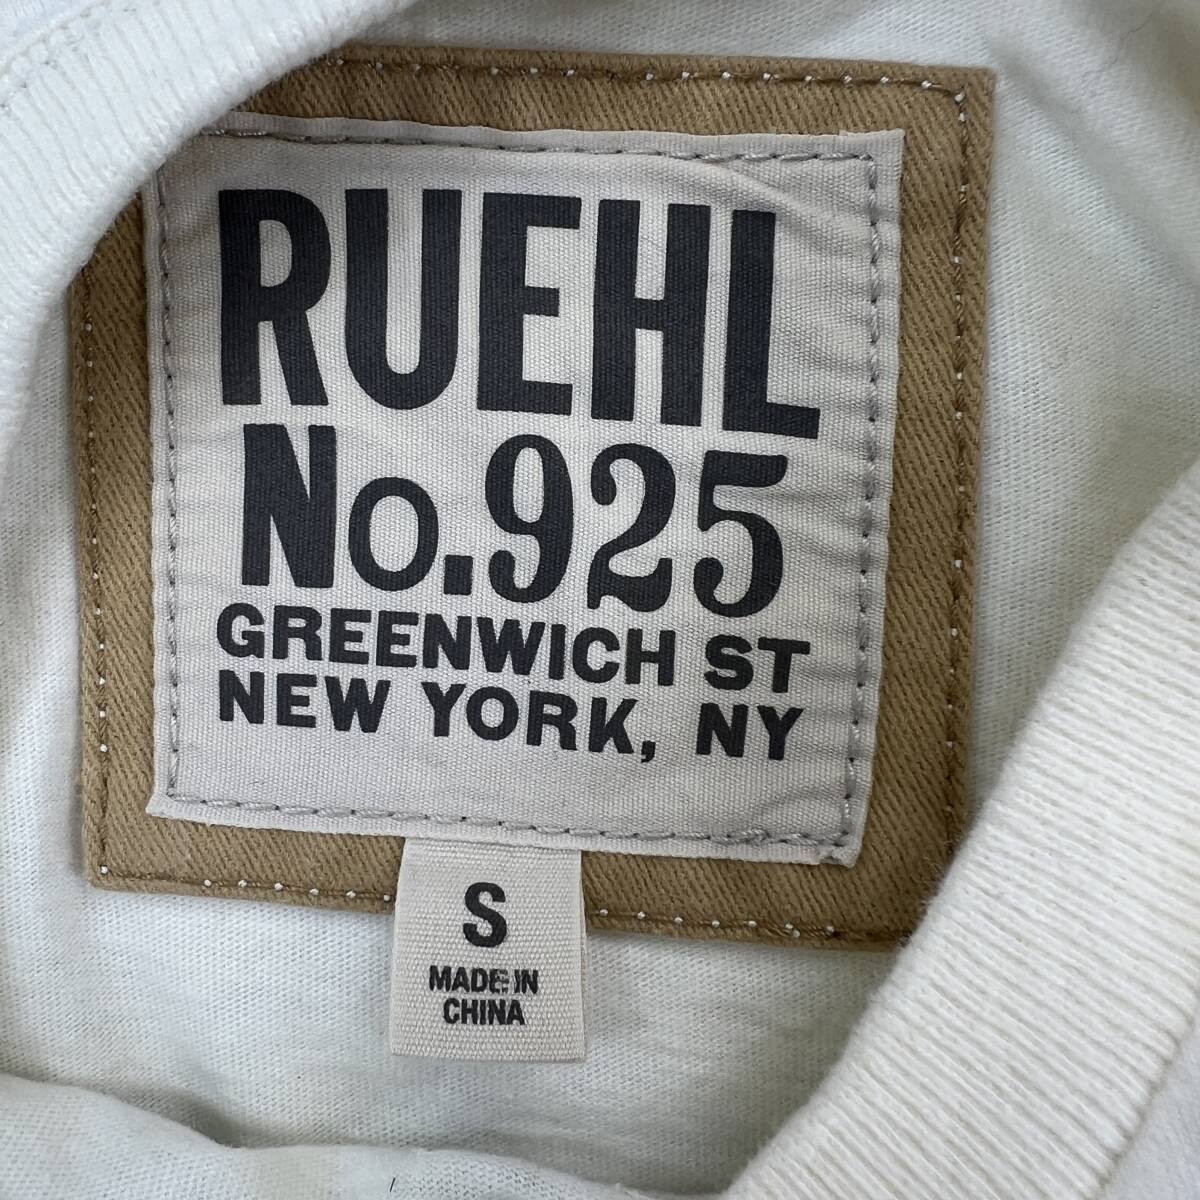 RUEHL
No.925
GREENWICH ST
NEW YORK, NY
S
MADE IN
CHINA